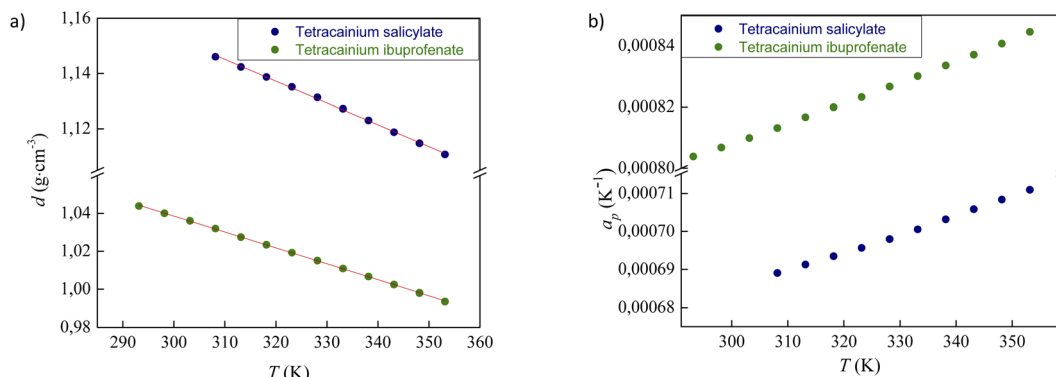 a)
1,16
1,14
1,12
1,04
1,02
1,00
0,98
d (g·cm⁻³)
Tetracainium salicylate
Tetracainium ibuprofenate
290 300 310 320 330 340 350 360
T (K)
b)
0,00084
0,00082
0,00080
0,00071
0,00070
0,00069
0,00068
aₚ (K⁻¹)
Tetracainium salicylate
Tetracainium ibuprofenate
300 310 320 330 340 350
T (K)